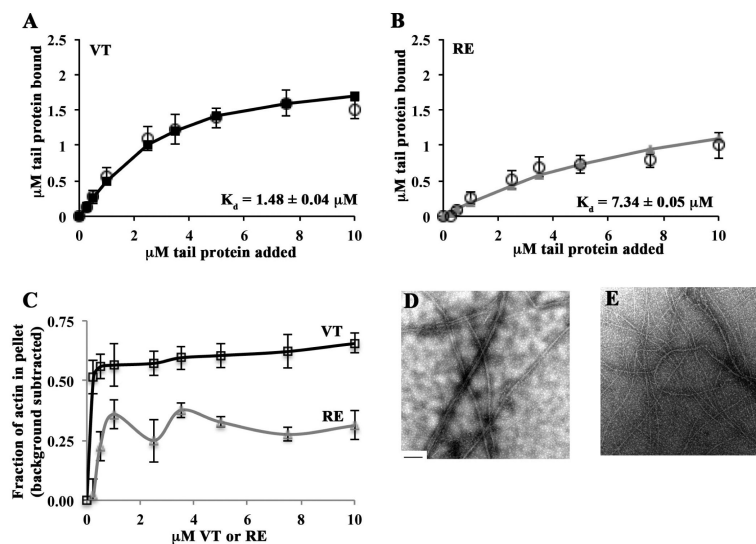 A
VT
μM tail protein bound
2.5
2
1.5
1
0.5
0
0 2 4 6 8 10
K_d = 1.48 ± 0.04 μM
μM tail protein added
B
RE
μM tail protein bound
2.5
2
1.5
1
0.5
0
0 2 4 6 8 10
K_d = 7.34 ± 0.05 μM
μM tail protein added
C
Fraction of actin in pellet
(background subtracted)
0.75
0.50
0.25
0.00
VT
RE
0 2 4 6 8 10
μM VT or RE
D
E